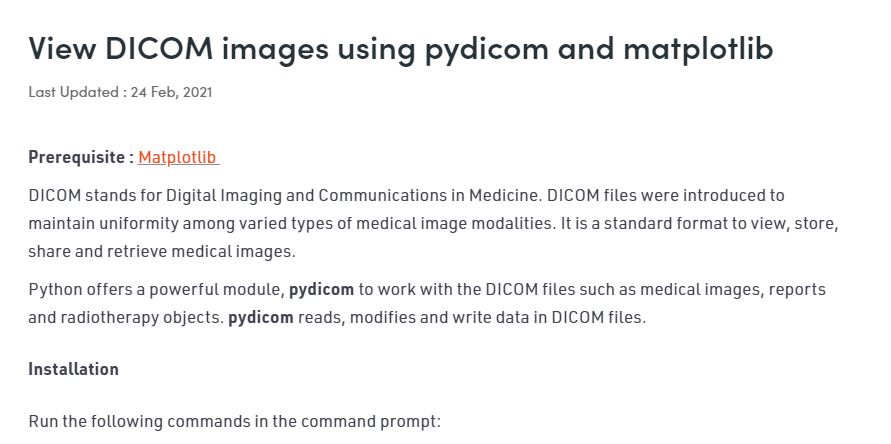 View DICOM images using pydicom and matplotlib
Last Updated : 24 Feb, 2021
Prerequisite : Matplotlib
DICOM stands for Digital Imaging and Communications in Medicine. DICOM files were introduced to
maintain uniformity among varied types of medical image modalities. It is a standard format to view, store,
share and retrieve medical images.
Python offers a powerful module, pydicom to work with the DICOM files such as medical images, reports
and radiotherapy objects. pydicom reads, modifies and write data in DICOM files.
Installation
Run the following commands in the command prompt: